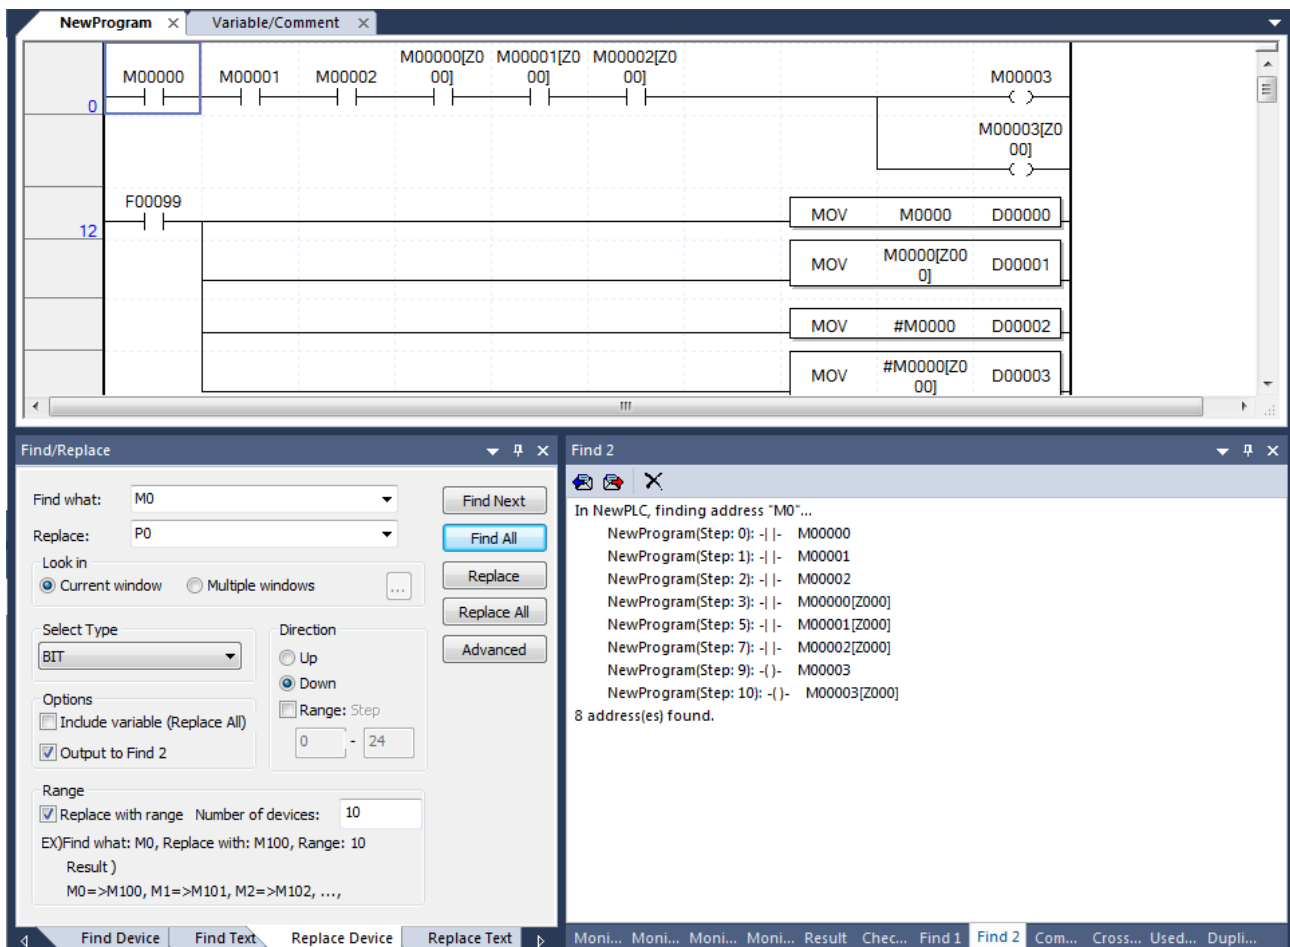 NewProgram Variable/Comment
M00000[Z0 M00001[Z0 M00002[Z0
M00000 M00001 M00002 00] 00] 00] M00003
0
M00003[Z0
00]
F00099
12 MOV M0000 D00000
MOV M0000[Z00 D00001
0]
MOV #M0000 D00002
MOV #M0000[Z0 D00003
00]
Find/Replace
Find what: M0 Find Next
Replace: P0 Find All
Look in
Current window Multiple windows ... Replace
Replace All
Select Type Direction
BIT Up Advanced
Down
Options
Include variable (Replace All) Range: Step
Output to Find 2 0 - 24
Range
Replace with range Number of devices: 10
EX)Find what: M0, Replace with: M100, Range: 10
Result )
M0=>M100, M1=>M101, M2=>M102, ...,
Find Device Find Text Replace Device Replace Text
Find 2
In NewPLC, finding address "M0"...
NewProgram(Step: 0): -| |- M00000
NewProgram(Step: 1): -| |- M00001
NewProgram(Step: 2): -| |- M00002
NewProgram(Step: 3): -| |- M00000[Z000]
NewProgram(Step: 5): -| |- M00001[Z000]
NewProgram(Step: 7): -| |- M00002[Z000]
NewProgram(Step: 9): -( )- M00003
NewProgram(Step: 10): -( )- M00003[Z000]
8 address(es) found.
Moni... Moni... Moni... Moni... Result Chec... Find 1 Find 2 Com... Cross... Used... Dupli...